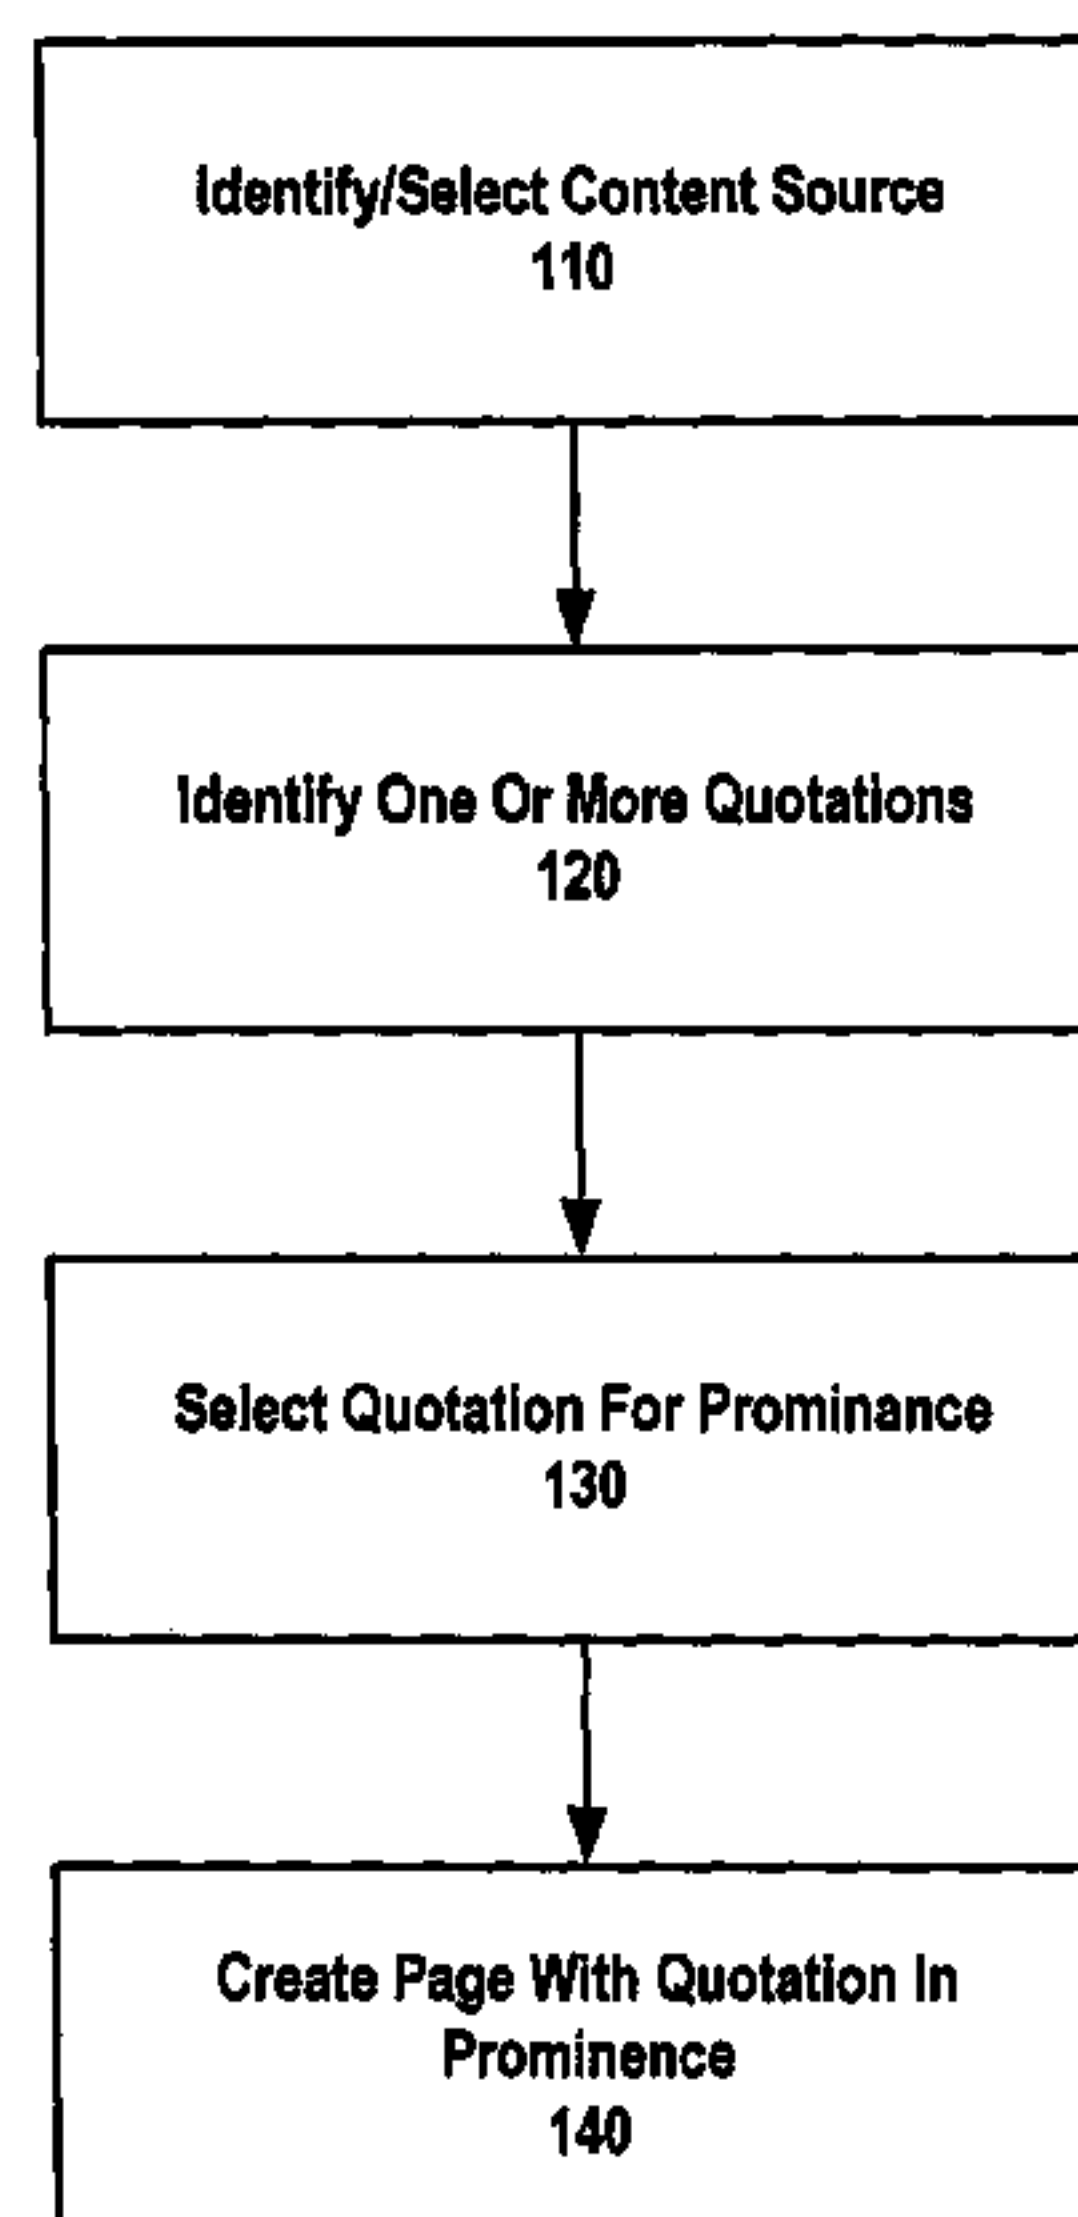 Identify/Select Content Source
110
Identify One Or More Quotations
120
Select Quotation For Prominance
130
Create Page With Quotation In
Prominence
140